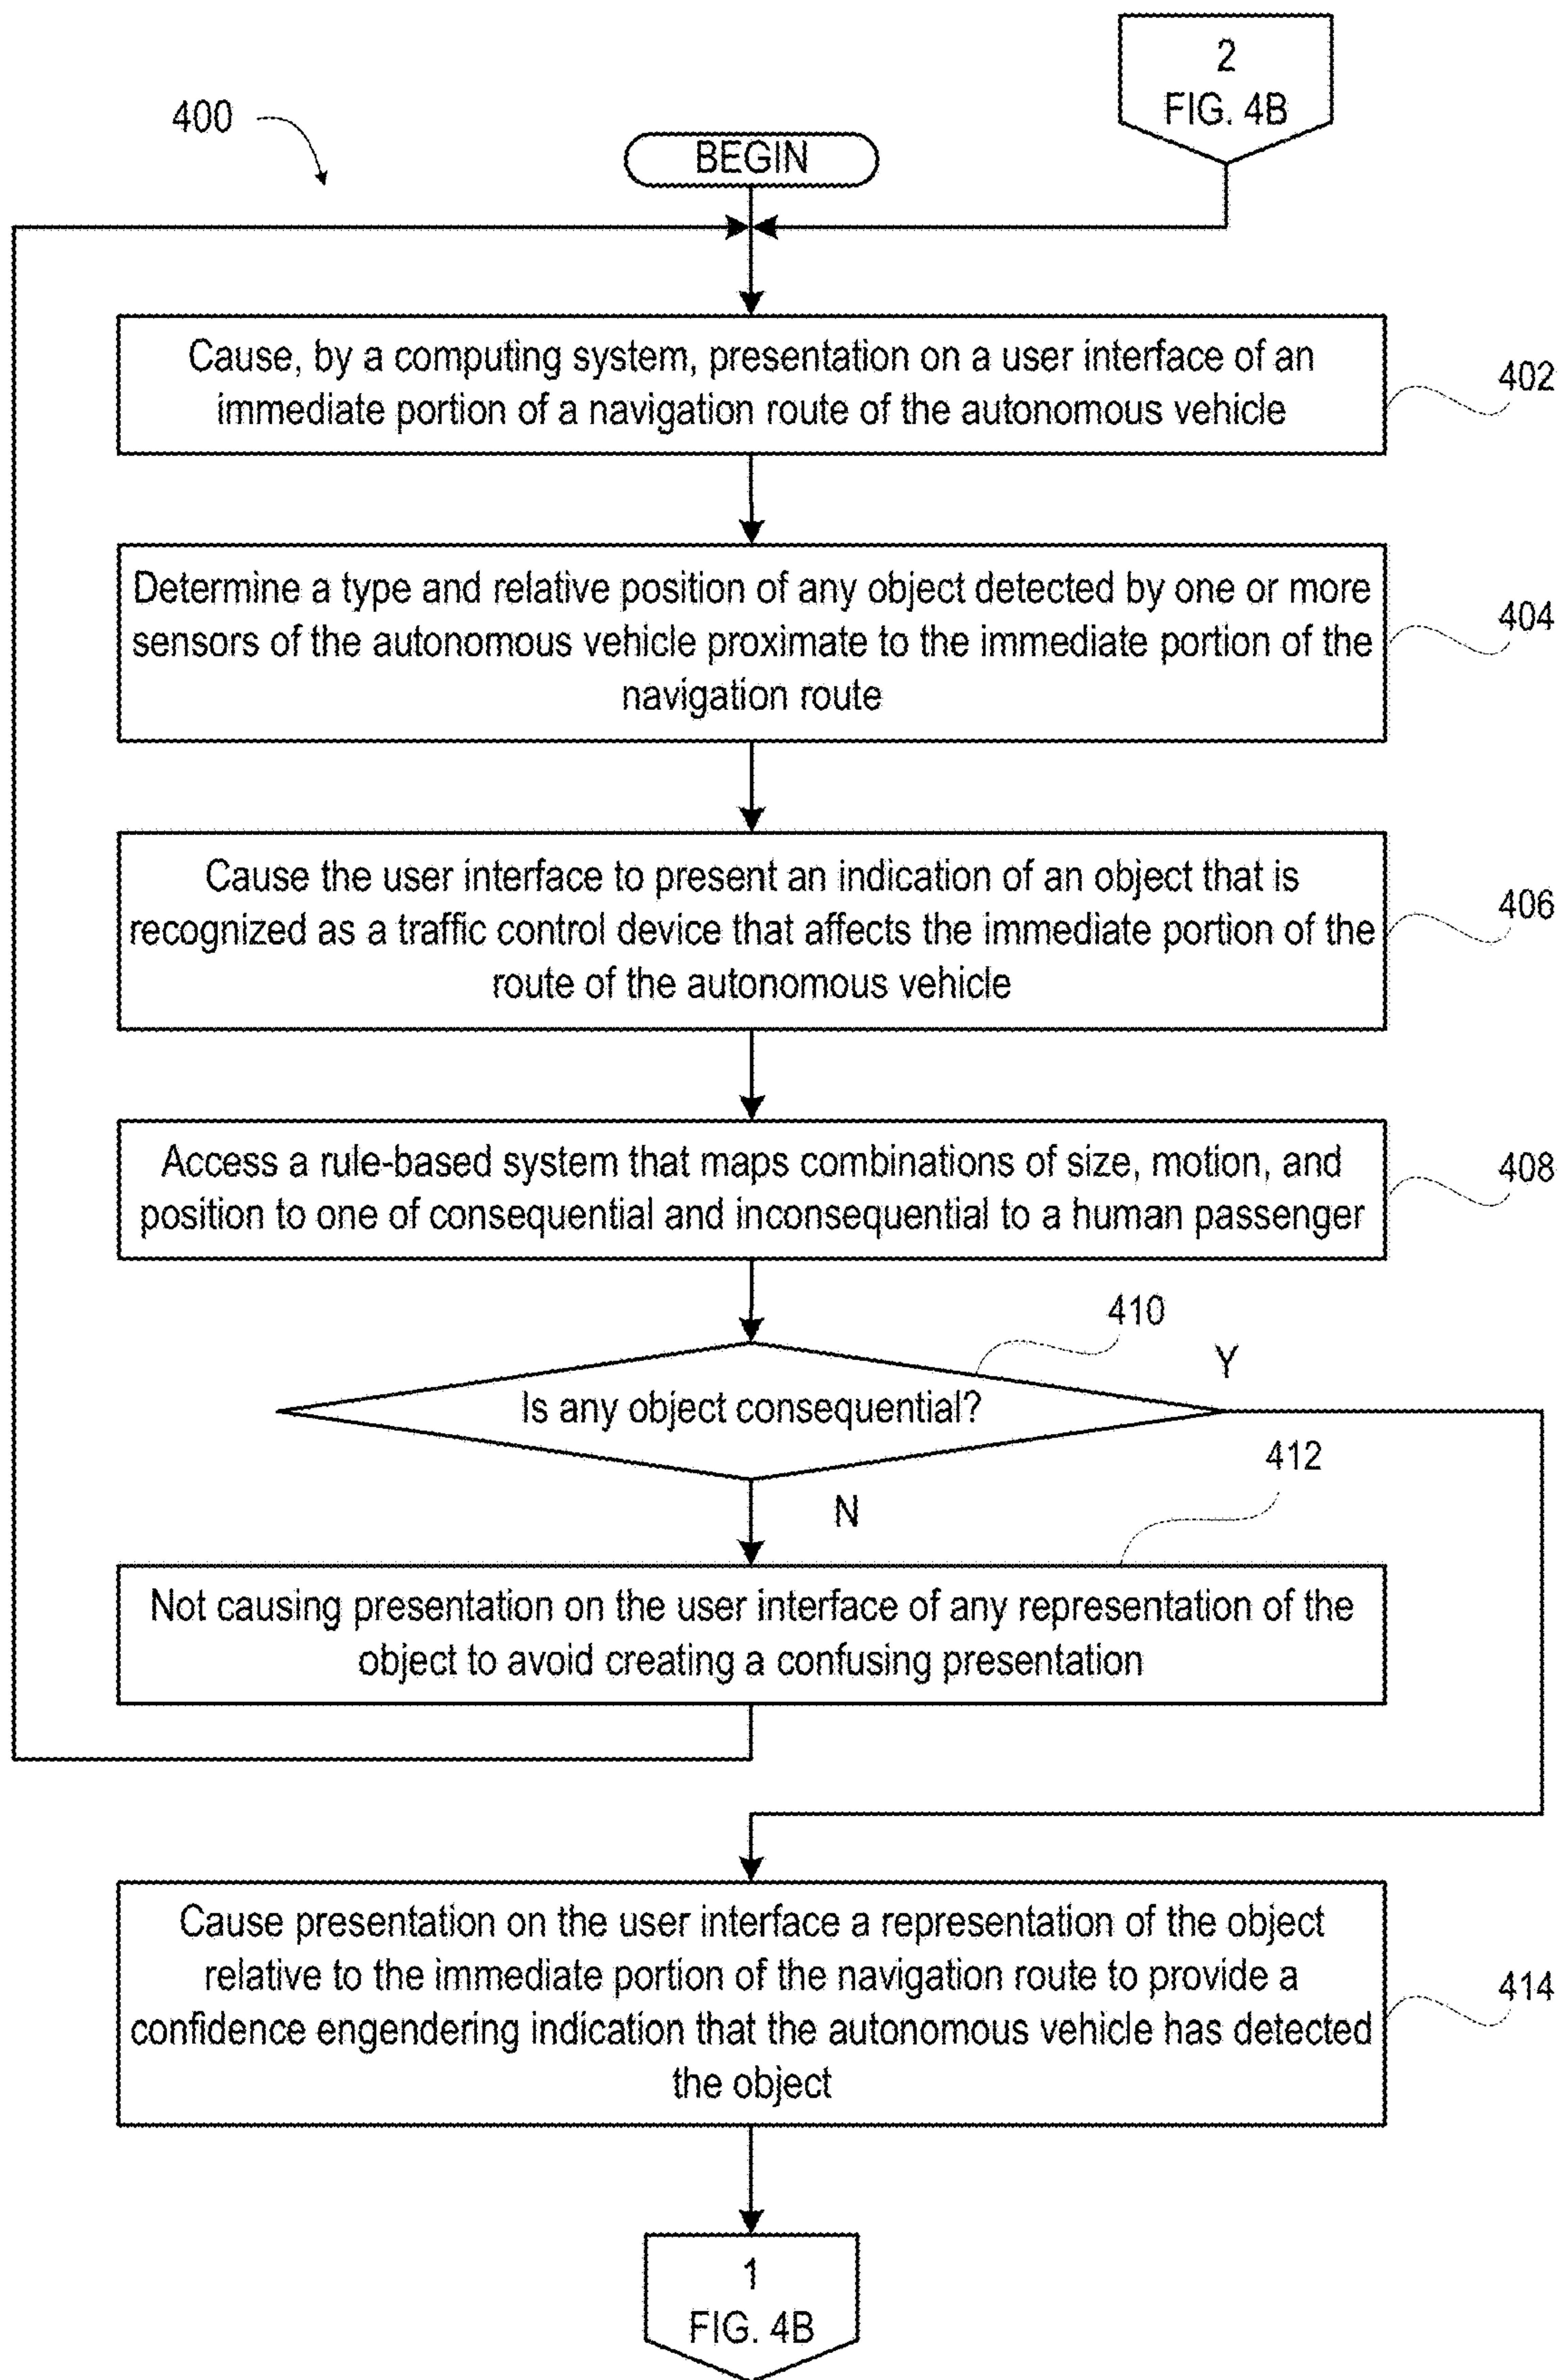 2
FIG. 4B
400
BEGIN
Cause, by a computing system, presentation on a user interface of an
immediate portion of a navigation route of the autonomous vehicle
402
Determine a type and relative position of any object detected by one or more
sensors of the autonomous vehicle proximate to the immediate portion of the
navigation route
404
Cause the user interface to present an indication of an object that is
recognized as a traffic control device that affects the immediate portion of the
route of the autonomous vehicle
406
Access a rule-based system that maps combinations of size, motion, and
position to one of consequential and inconsequential to a human passenger
408
410
Y
Is any object consequential?
412
N
Not causing presentation on the user interface of any representation of the
object to avoid creating a confusing presentation
Cause presentation on the user interface a representation of the object
relative to the immediate portion of the navigation route to provide a
confidence engendering indication that the autonomous vehicle has detected
the object
414
1
FIG. 4B